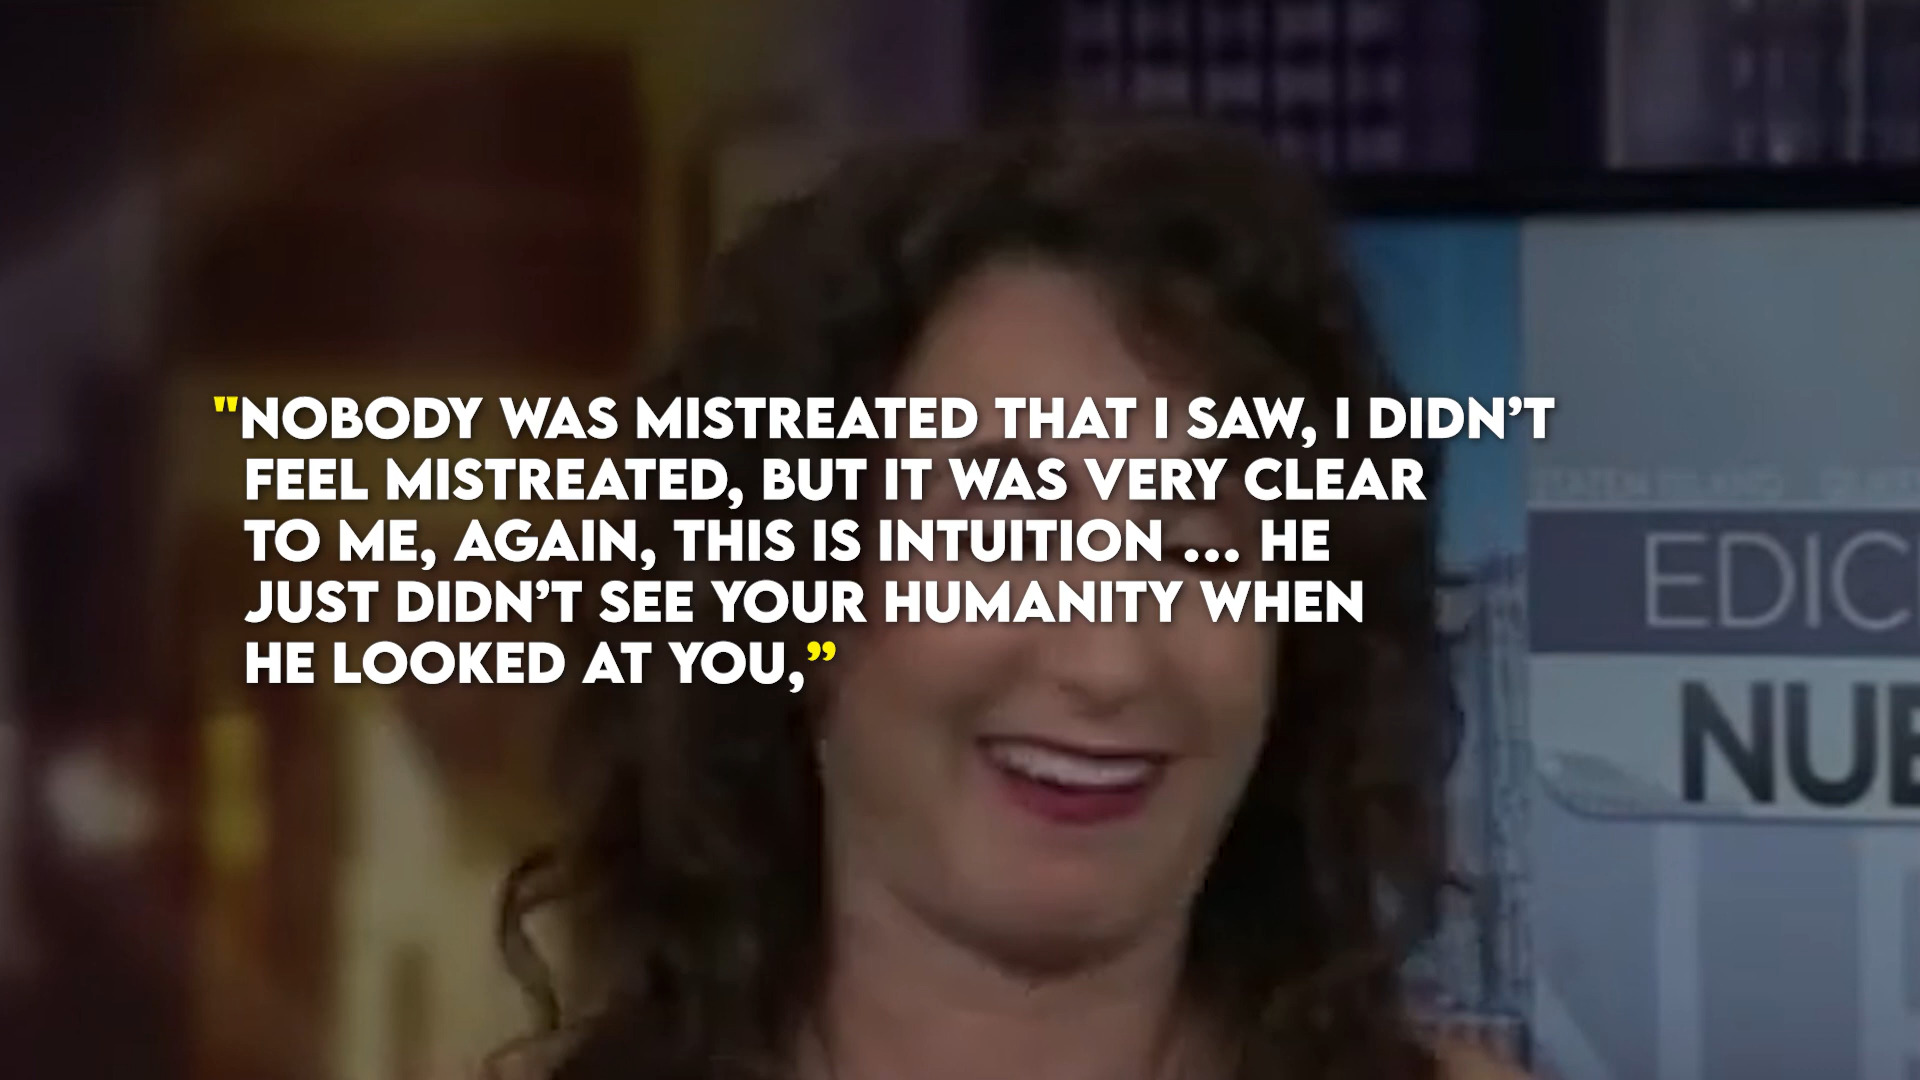 "NOBODY WAS MISTREATED THAT I SAW, I DIDN’T
FEEL MISTREATED, BUT IT WAS VERY CLEAR
TO ME, AGAIN, THIS IS INTUITION ... HE
JUST DIDN’T SEE YOUR HUMANITY WHEN
HE LOOKED AT YOU,”
EDIC
NUE